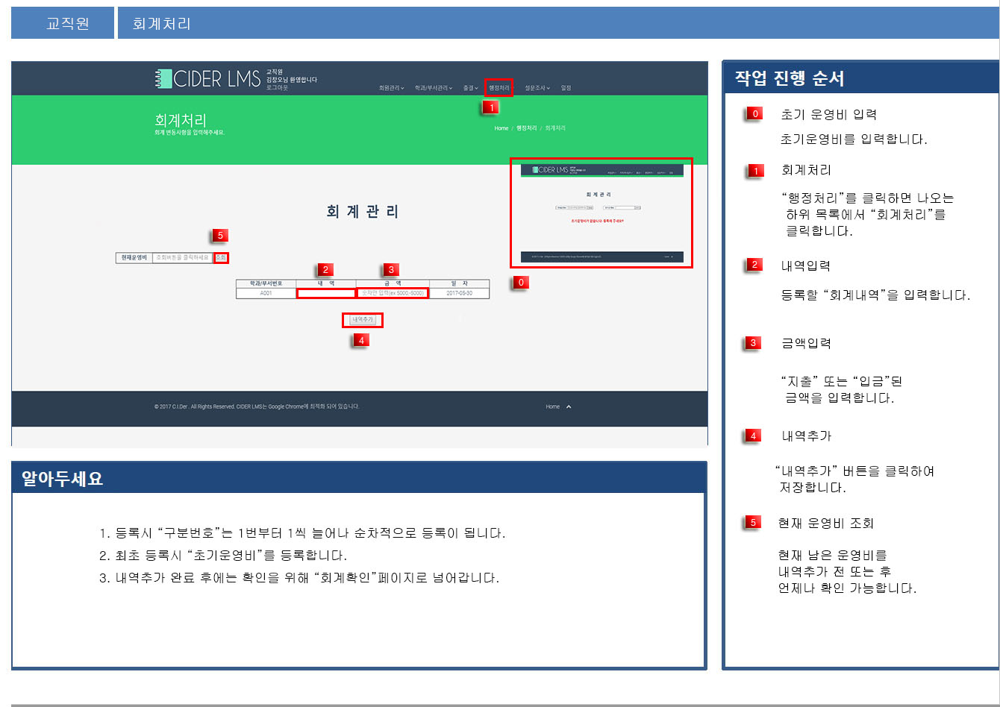 교직원
회계처리
CIDER LMS
교직원
김창모님 환영합니다
로그아웃
회원관리
학과/부서관리
출결
행정처리
설문조사
일정
1
회계처리
회계 변동사항을 입력해주세요.
Home / 행정처리 / 회계처리
CIDER LMS
회 계 관 리
초기운영비가 없습니다. 등록해 주세요!!
0
회 계 관 리
5
현재운영비
조회버튼을 클릭하세요
조회
2
3
학과/부서번호
내 역
금 액
일 자
A001
숫자만 입력(ex 5000,-5000)
2017-05-30
내역추가
4
© 2017 C.I.Der . All Rights Reserved. CIDER LMS는 Google Chrome에 최적화 되어 있습니다.
Home
알아두세요
1. 등록시 “구분번호”는 1번부터 1씩 늘어나 순차적으로 등록이 됩니다.
2. 최초 등록시 “초기운영비”를 등록합니다.
3. 내역추가 완료 후에는 확인을 위해 “회계확인”페이지로 넘어갑니다.
작업 진행 순서
0 초기 운영비 입력
초기운영비를 입력합니다.
1 회계처리
“행정처리”를 클릭하면 나오는
하위 목록에서 “회계처리”를
클릭합니다.
2 내역입력
등록할 “회계내역”을 입력합니다.
3 금액입력
“지출” 또는 “입금”된
금액을 입력합니다.
4 내역추가
“내역추가” 버튼을 클릭하여
저장합니다.
5 현재 운영비 조회
현재 남은 운영비를
내역추가 전 또는 후
언제나 확인 가능합니다.